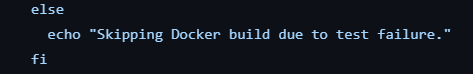 else
  echo "Skipping Docker build due to test failure."
fi